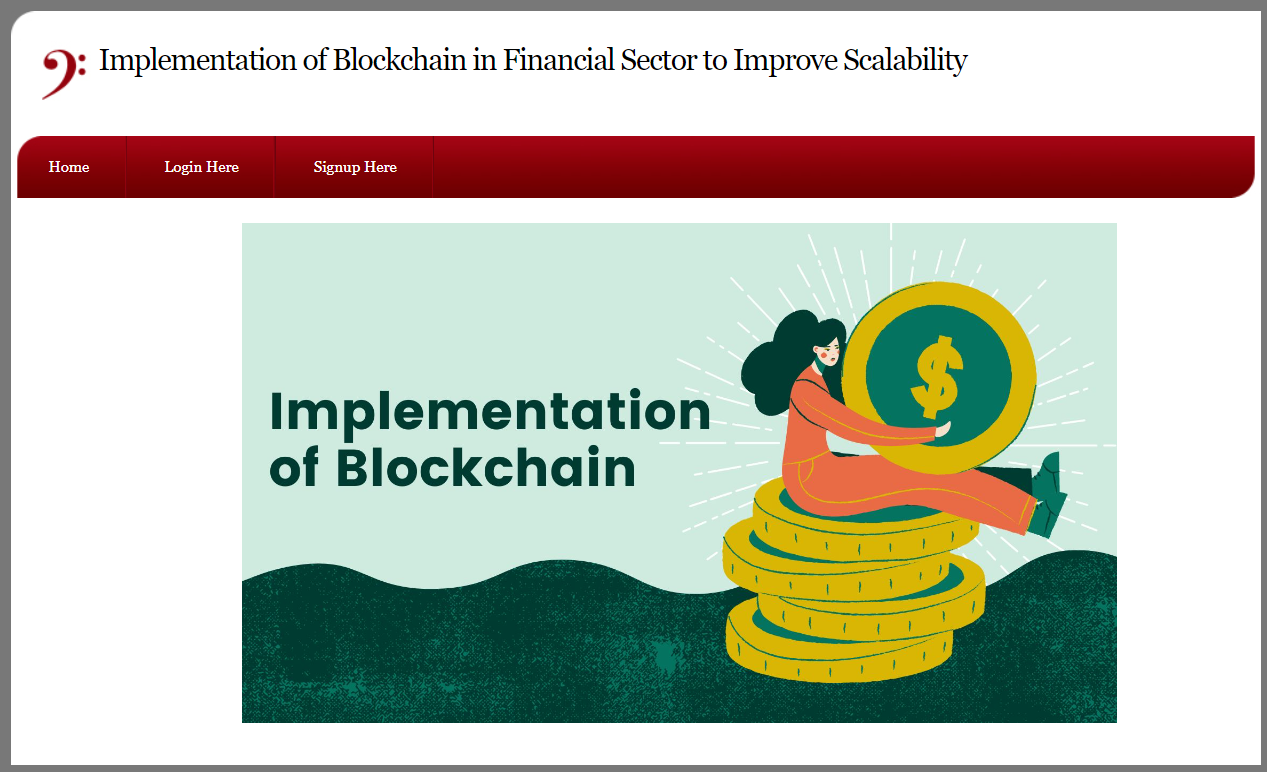 Implementation of Blockchain in Financial Sector to Improve Scalability
Home Login Here Signup Here
Implementation
of Blockchain
$